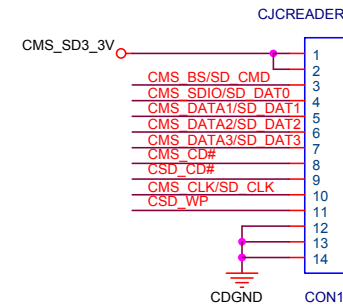 CJCREADER
CMS_SD3_3V
1
2
CMS_BS/SD_CMD
3
CMS_SDIO/SD_DAT0
4
CMS_DATA1/SD_DAT1
5
CMS_DATA2/SD_DAT2
6
CMS_DATA3/SD_DAT3
7
CMS_CD#
8
CSD_CD#
9
CMS_CLK/SD_CLK
10
CSD_WP
11
12
13
14
CDGND
CON1